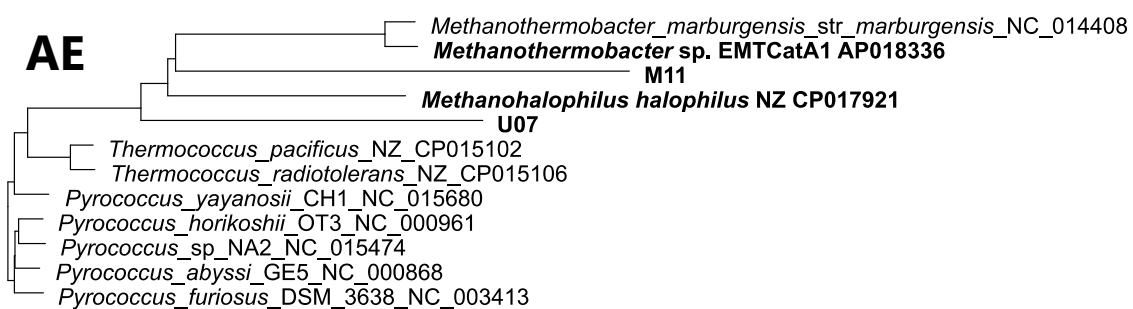 AE
Methanothermobacter_marburgensis_str_marburgensis_NC_014408
Methanothermobacter sp. EMTCatA1 AP018336
M11
Methanohalophilus halophilus NZ CP017921
U07
Thermococcus_pacificus_NZ_CP015102
Thermococcus_radiotolerans_NZ_CP015106
Pyrococcus_yayanosii_CH1_NC_015680
Pyrococcus_horikoshii_OT3_NC_000961
Pyrococcus_sp_NA2_NC_015474
Pyrococcus_abyssi_GE5_NC_000868
Pyrococcus_furiosus_DSM_3638_NC_003413